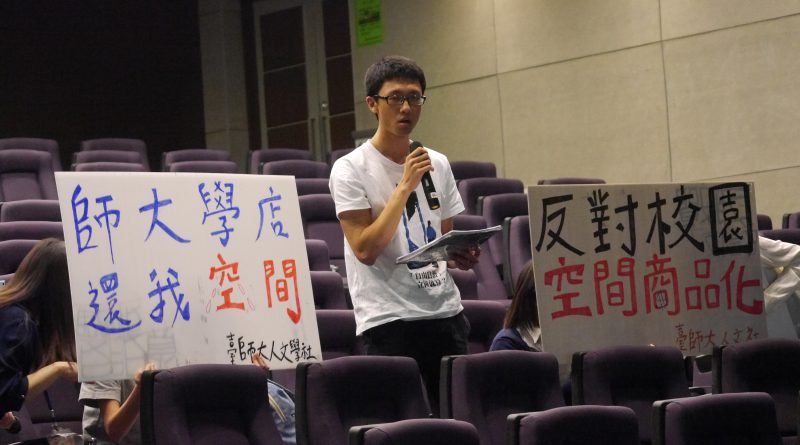 師大學店
還我空間
臺師大人文學社
反對校園
空間商品化
臺師大人文社